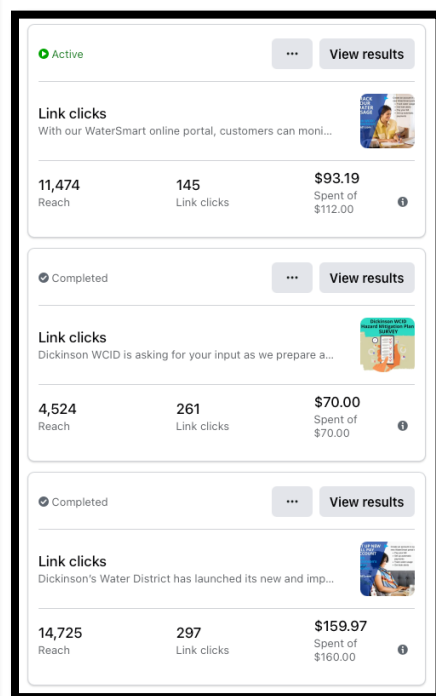 Active
...
View results
Link clicks
With our WaterSmart online portal, customers can moni...
11,474
145
$93.19
Reach
Link clicks
Spent of
$112.00
Completed
...
View results
Link clicks
Dickinson WCID is asking for your input as we prepare a...
Dickinson WCID
Hazard Mitigation Plan
SURVEY
4,524
261
$70.00
Reach
Link clicks
Spent of
$70.00
Completed
...
View results
Link clicks
Dickinson's Water District has launched its new and imp...
14,725
297
$159.97
Reach
Link clicks
Spent of
$160.00